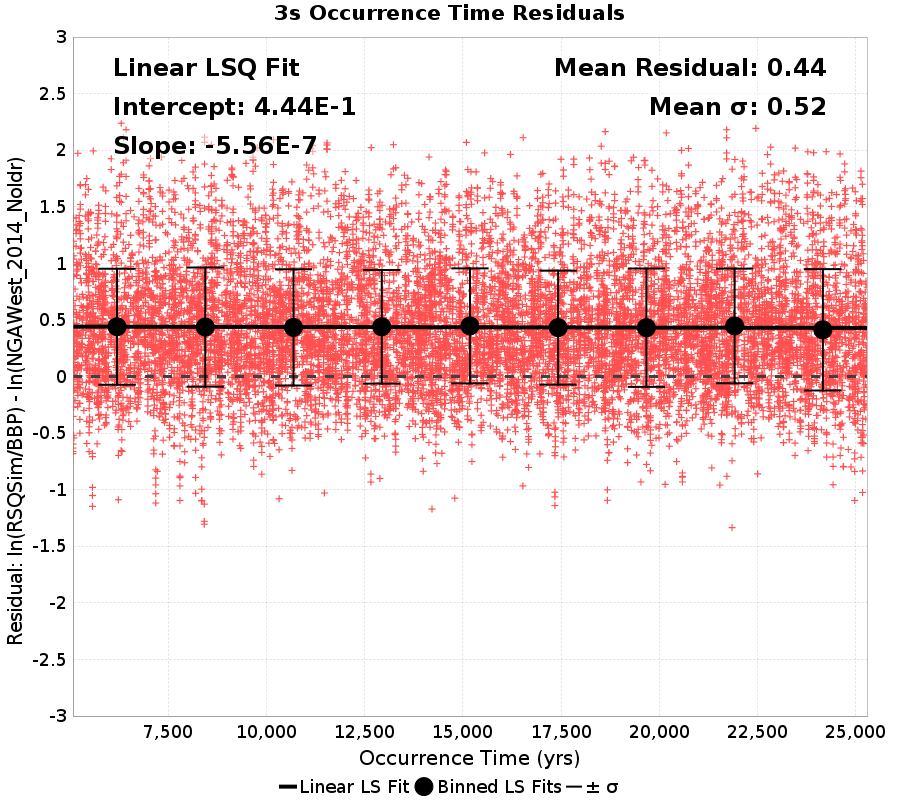 3s Occurrence Time Residuals
Linear LSQ Fit
Mean Residual: 0.44
Intercept: 4.44E-1
Mean σ: 0.52
Slope: -5.56E-7
Residual: ln(RSQSim/BBP) - ln(NGAWest_2014_NoIdr)
3
2.5
2
1.5
1
0.5
0
-0.5
-1
-1.5
-2
-2.5
-3
7,500 10,000 12,500 15,000 17,500 20,000 22,500 25,000
Occurrence Time (yrs)
Linear LS Fit Binned LS Fits ± σ